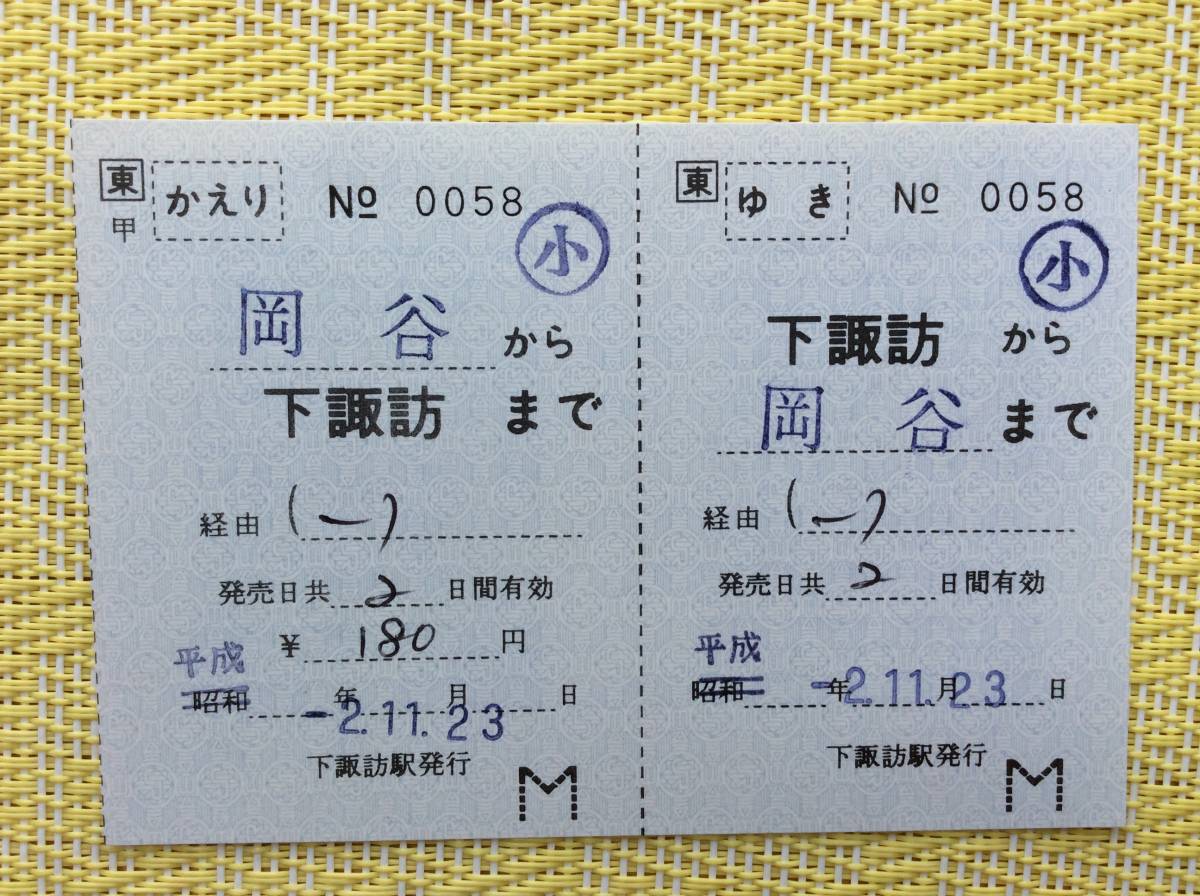 東 かえり № 0058
甲
小
岡谷 から
下諏訪 まで
経由 (ー)
発売日共 2 日間有効
¥ 180 円
平成
昭和 年 月 日
-2.11.23
下諏訪駅発行
M
東 ゆき № 0058
小
下諏訪 から
岡谷 まで
経由 (ー)
発売日共 2 日間有効
平成
昭和 年 月 日
-2.11.23
下諏訪駅発行
M